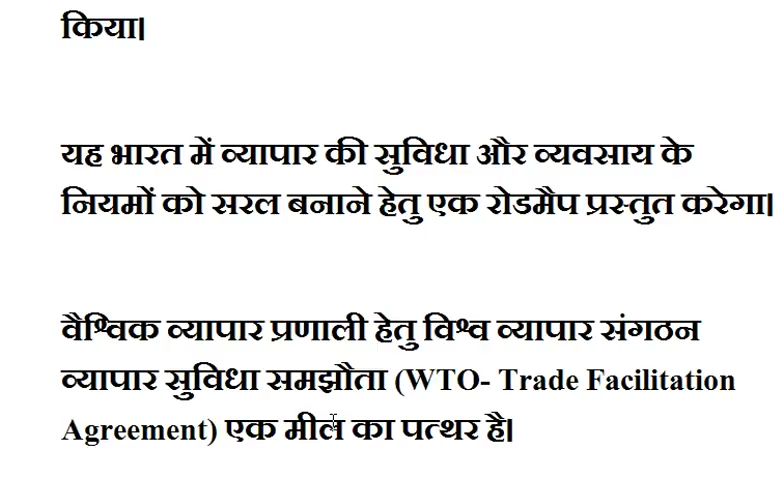 किया।
यह भारत में व्यापार की सुविधा और व्यवसाय के
नियमों को सरल बनाने हेतु एक रोडमैप प्रस्तुत करेगा।
वैश्विक व्यापार प्रणाली हेतु विश्व व्यापार संगठन
व्यापार सुविधा समझौता (WTO- Trade Facilitation
Agreement) एक मील का पत्थर है।